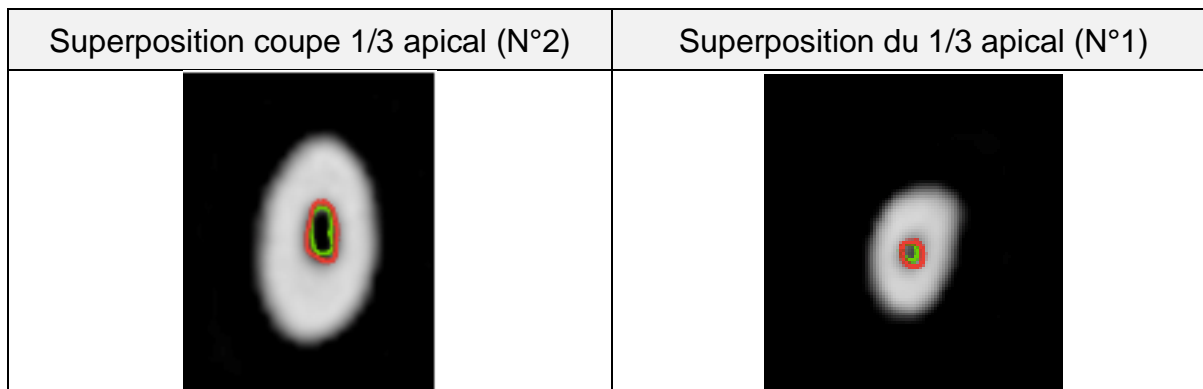 Superposition coupe 1/3 apical (N°2)
Superposition du 1/3 apical (N°1)